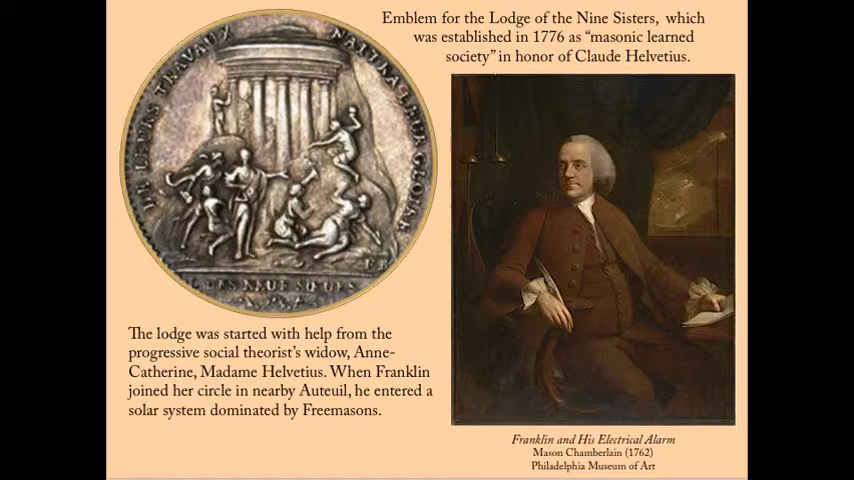 Emblem for the Lodge of the Nine Sisters, which
was established in 1776 as “masonic learned
society” in honor of Claude Helvetius.
DE LEURS TRAVAUX NAITRA LEUR GLOIRE
L. DES NEUF SŒURS
The lodge was started with help from the
progressive social theorist’s widow, Anne-
Catherine, Madame Helvetius. When Franklin
joined her circle in nearby Auteuil, he entered a
solar system dominated by Freemasons.
Franklin and His Electrical Alarm
Mason Chamberlain (1762)
Philadelphia Museum of Art